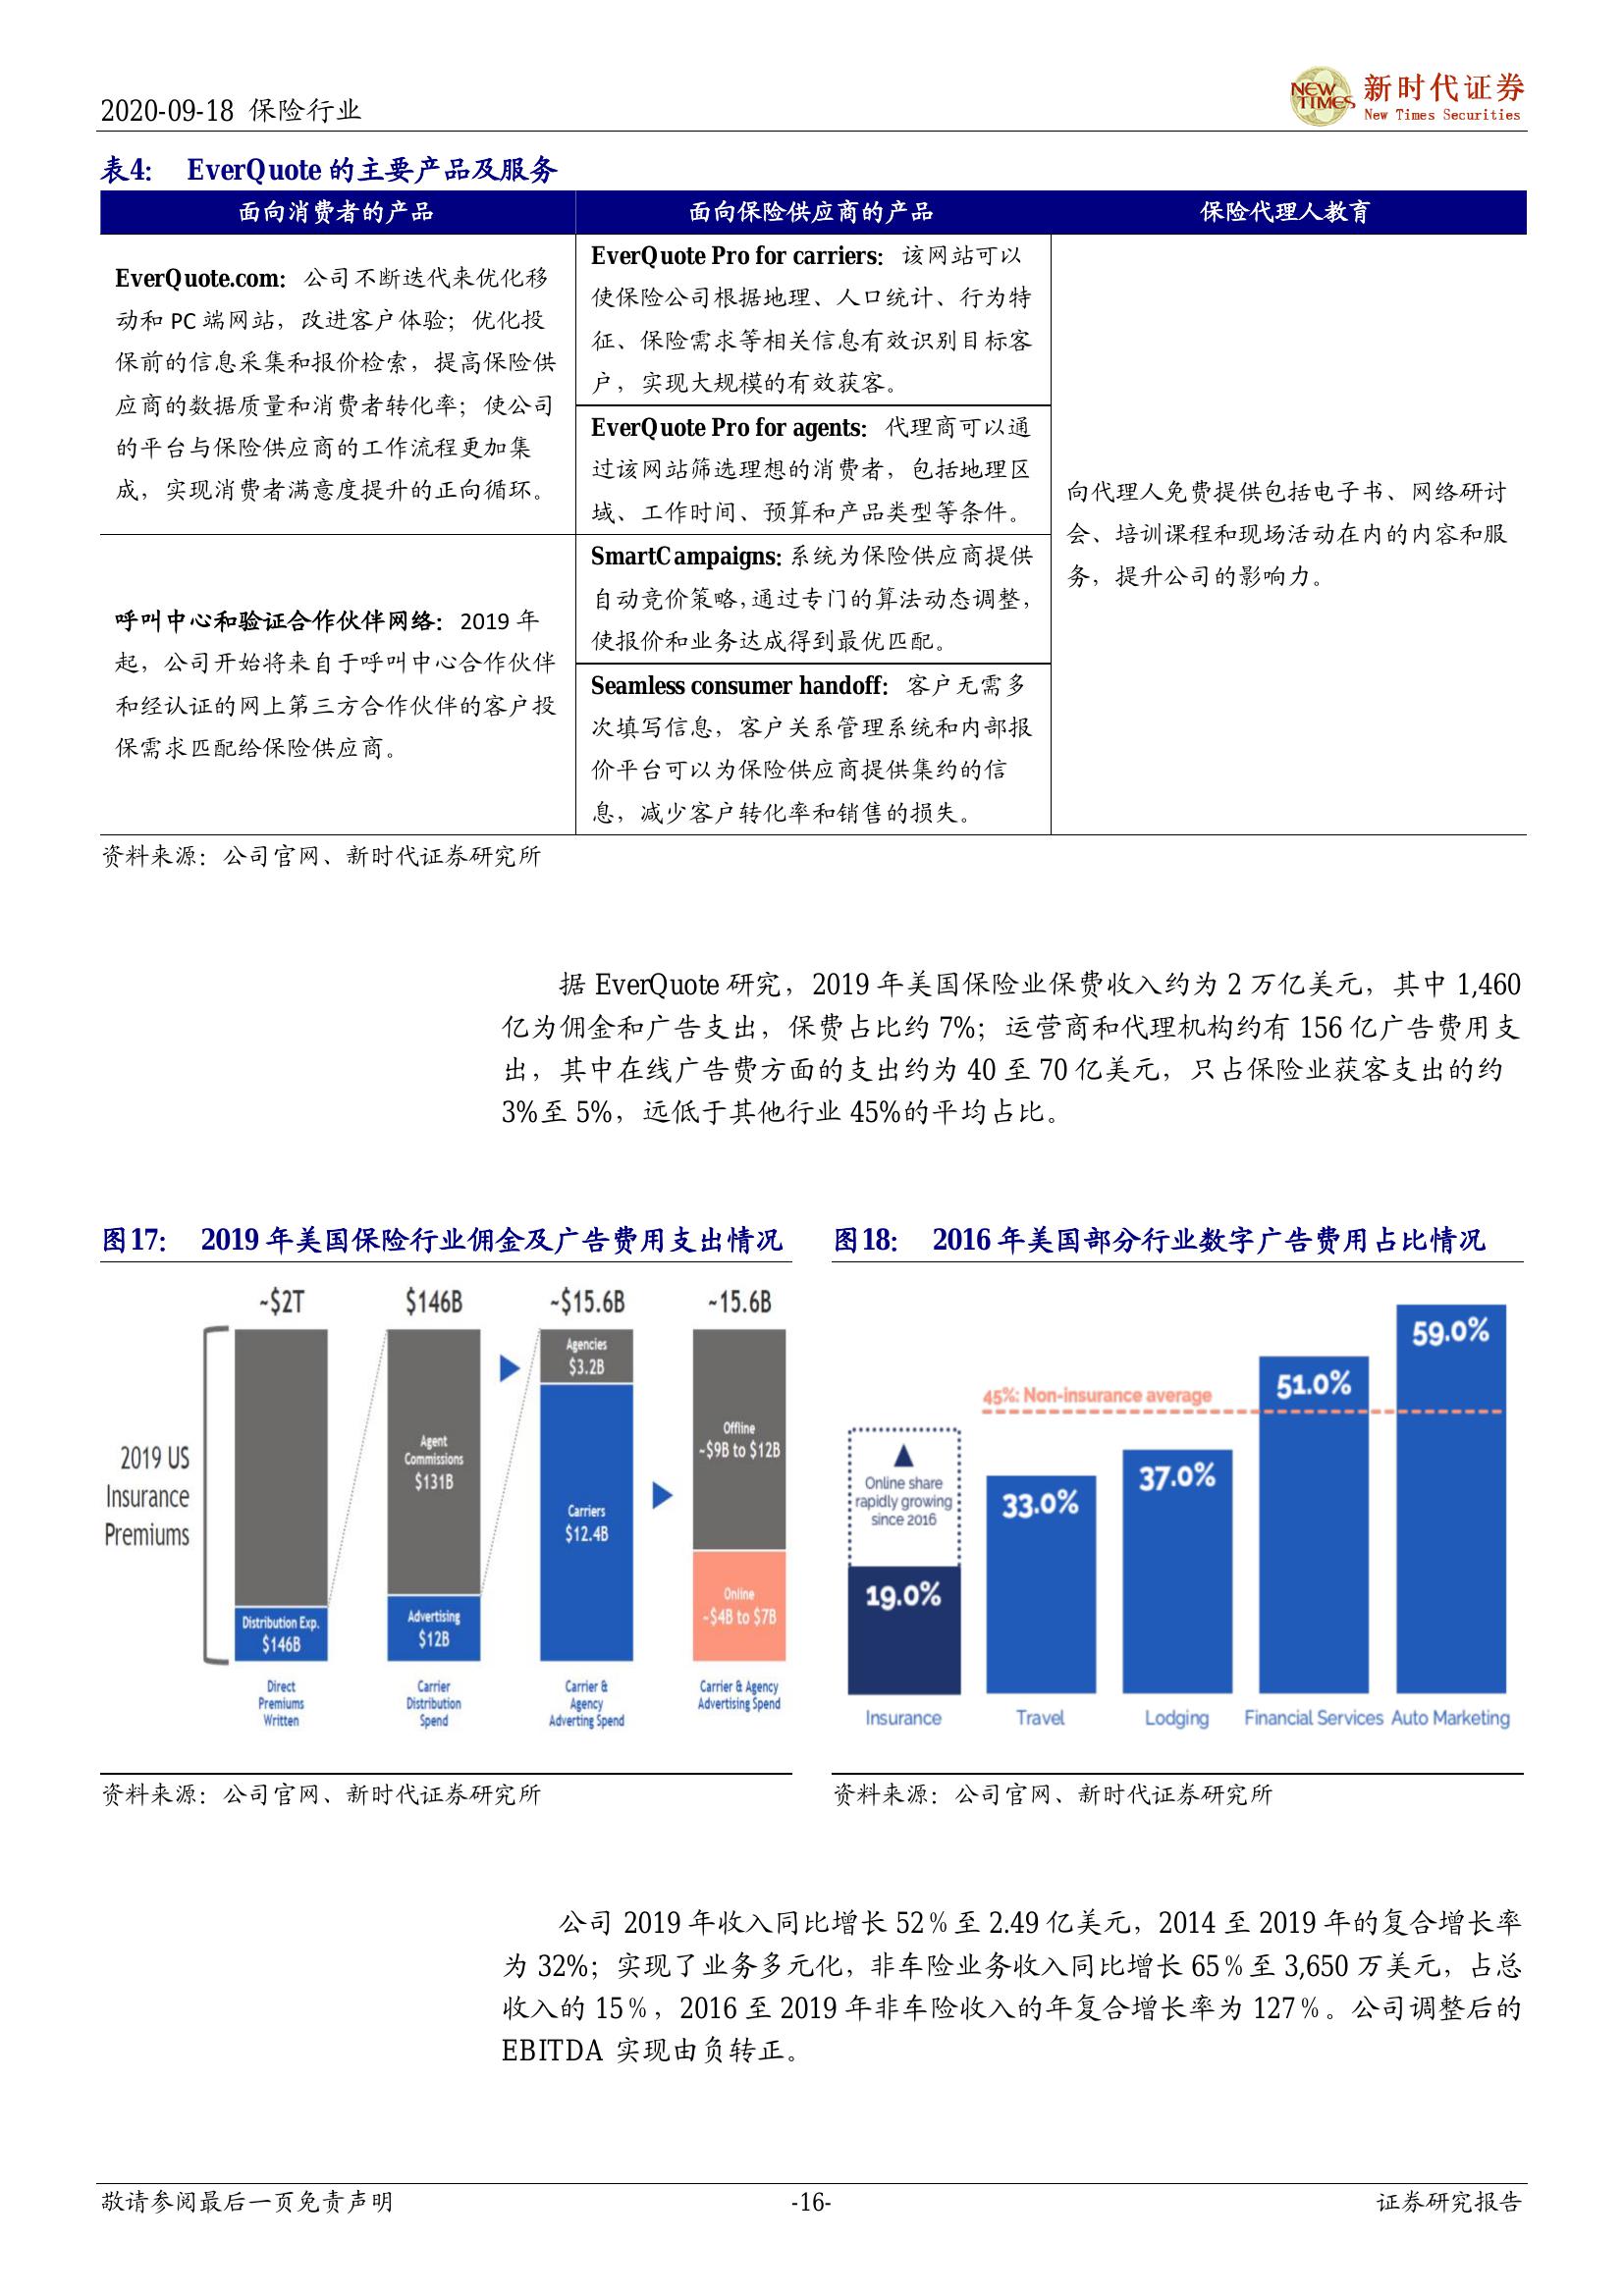 2020-09-18 保险行业
NEW TIMES
新时代证券
New Times Securities
表4： EverQuote 的主要产品及服务
面向消费者的产品
面向保险供应商的产品
保险代理人教育
EverQuote.com：公司不断迭代来优化移
动和 PC 端网站，改进客户体验；优化投
保前的信息采集和报价检索，提高保险供
应商的数据质量和消费者转化率；使公司
的平台与保险供应商的工作流程更加集
成，实现消费者满意度提升的正向循环。
呼叫中心和验证合作伙伴网络：2019 年
起，公司开始将来自于呼叫中心合作伙伴
和经认证的网上第三方合作伙伴的客户投
保需求匹配给保险供应商。
EverQuote Pro for carriers： 该网站可以
使保险公司根据地理、人口统计、行为特
征、保险需求等相关信息有效识别目标客
户，实现大规模的有效获客。
EverQuote Pro for agents： 代理商可以通
过该网站筛选理想的消费者，包括地理区
域、工作时间、预算和产品类型等条件。
SmartCampaigns: 系统为保险供应商提供
自动竞价策略，通过专门的算法动态调整，
使报价和业务达成得到最优匹配。
Seamless consumer handoff： 客户无需多
次填写信息，客户关系管理系统和内部报
价平台可以为保险供应商提供集约的信
息，减少客户转化率和销售的损失。
向代理人免费提供包括电子书、网络研讨
会、培训课程和现场活动在内的内容和服
务，提升公司的影响力。
资料来源：公司官网、新时代证券研究所
据 EverQuote 研究，2019 年美国保险业保费收入约为 2 万亿美元，其中 1,460
亿为佣金和广告支出，保费占比约 7%；运营商和代理机构约有 156 亿广告费用支
出，其中在线广告费方面的支出约为 40 至 70 亿美元，只占保险业获客支出的约
3%至 5%，远低于其他行业 45%的平均占比。
图17： 2019 年美国保险行业佣金及广告费用支出情况
~$2T
$146B
~$15.6B
~15.6B
2019 US
Insurance
Premiums
Distribution Exp.
$146B
Agent
Commissions
$131B
Advertising
$12B
Agencies
$3.2B
Carriers
$12.4B
Offline
~$9B to $12B
Online
~$4B to $7B
Direct
Premiums
Written
Carrier
Distribution
Spend
Carrier &
Agency
Adverting Spend
Carrier & Agency
Advertising Spend
资料来源：公司官网、新时代证券研究所
图18： 2016 年美国部分行业数字广告费用占比情况
45%: Non-insurance average
Online share
rapidly growing
since 2016
19.0%
33.0%
37.0%
51.0%
59.0%
Insurance
Travel
Lodging
Financial Services
Auto Marketing
资料来源：公司官网、新时代证券研究所
公司 2019 年收入同比增长 52%至 2.49 亿美元，2014 至 2019 年的复合增长率
为 32%；实现了业务多元化，非车险业务收入同比增长 65%至 3,650 万美元，占总
收入的 15%，2016 至 2019 年非车险收入的年复合增长率为 127%。公司调整后的
EBITDA 实现由负转正。
敬请参阅最后一页免责声明
-16-
证券研究报告